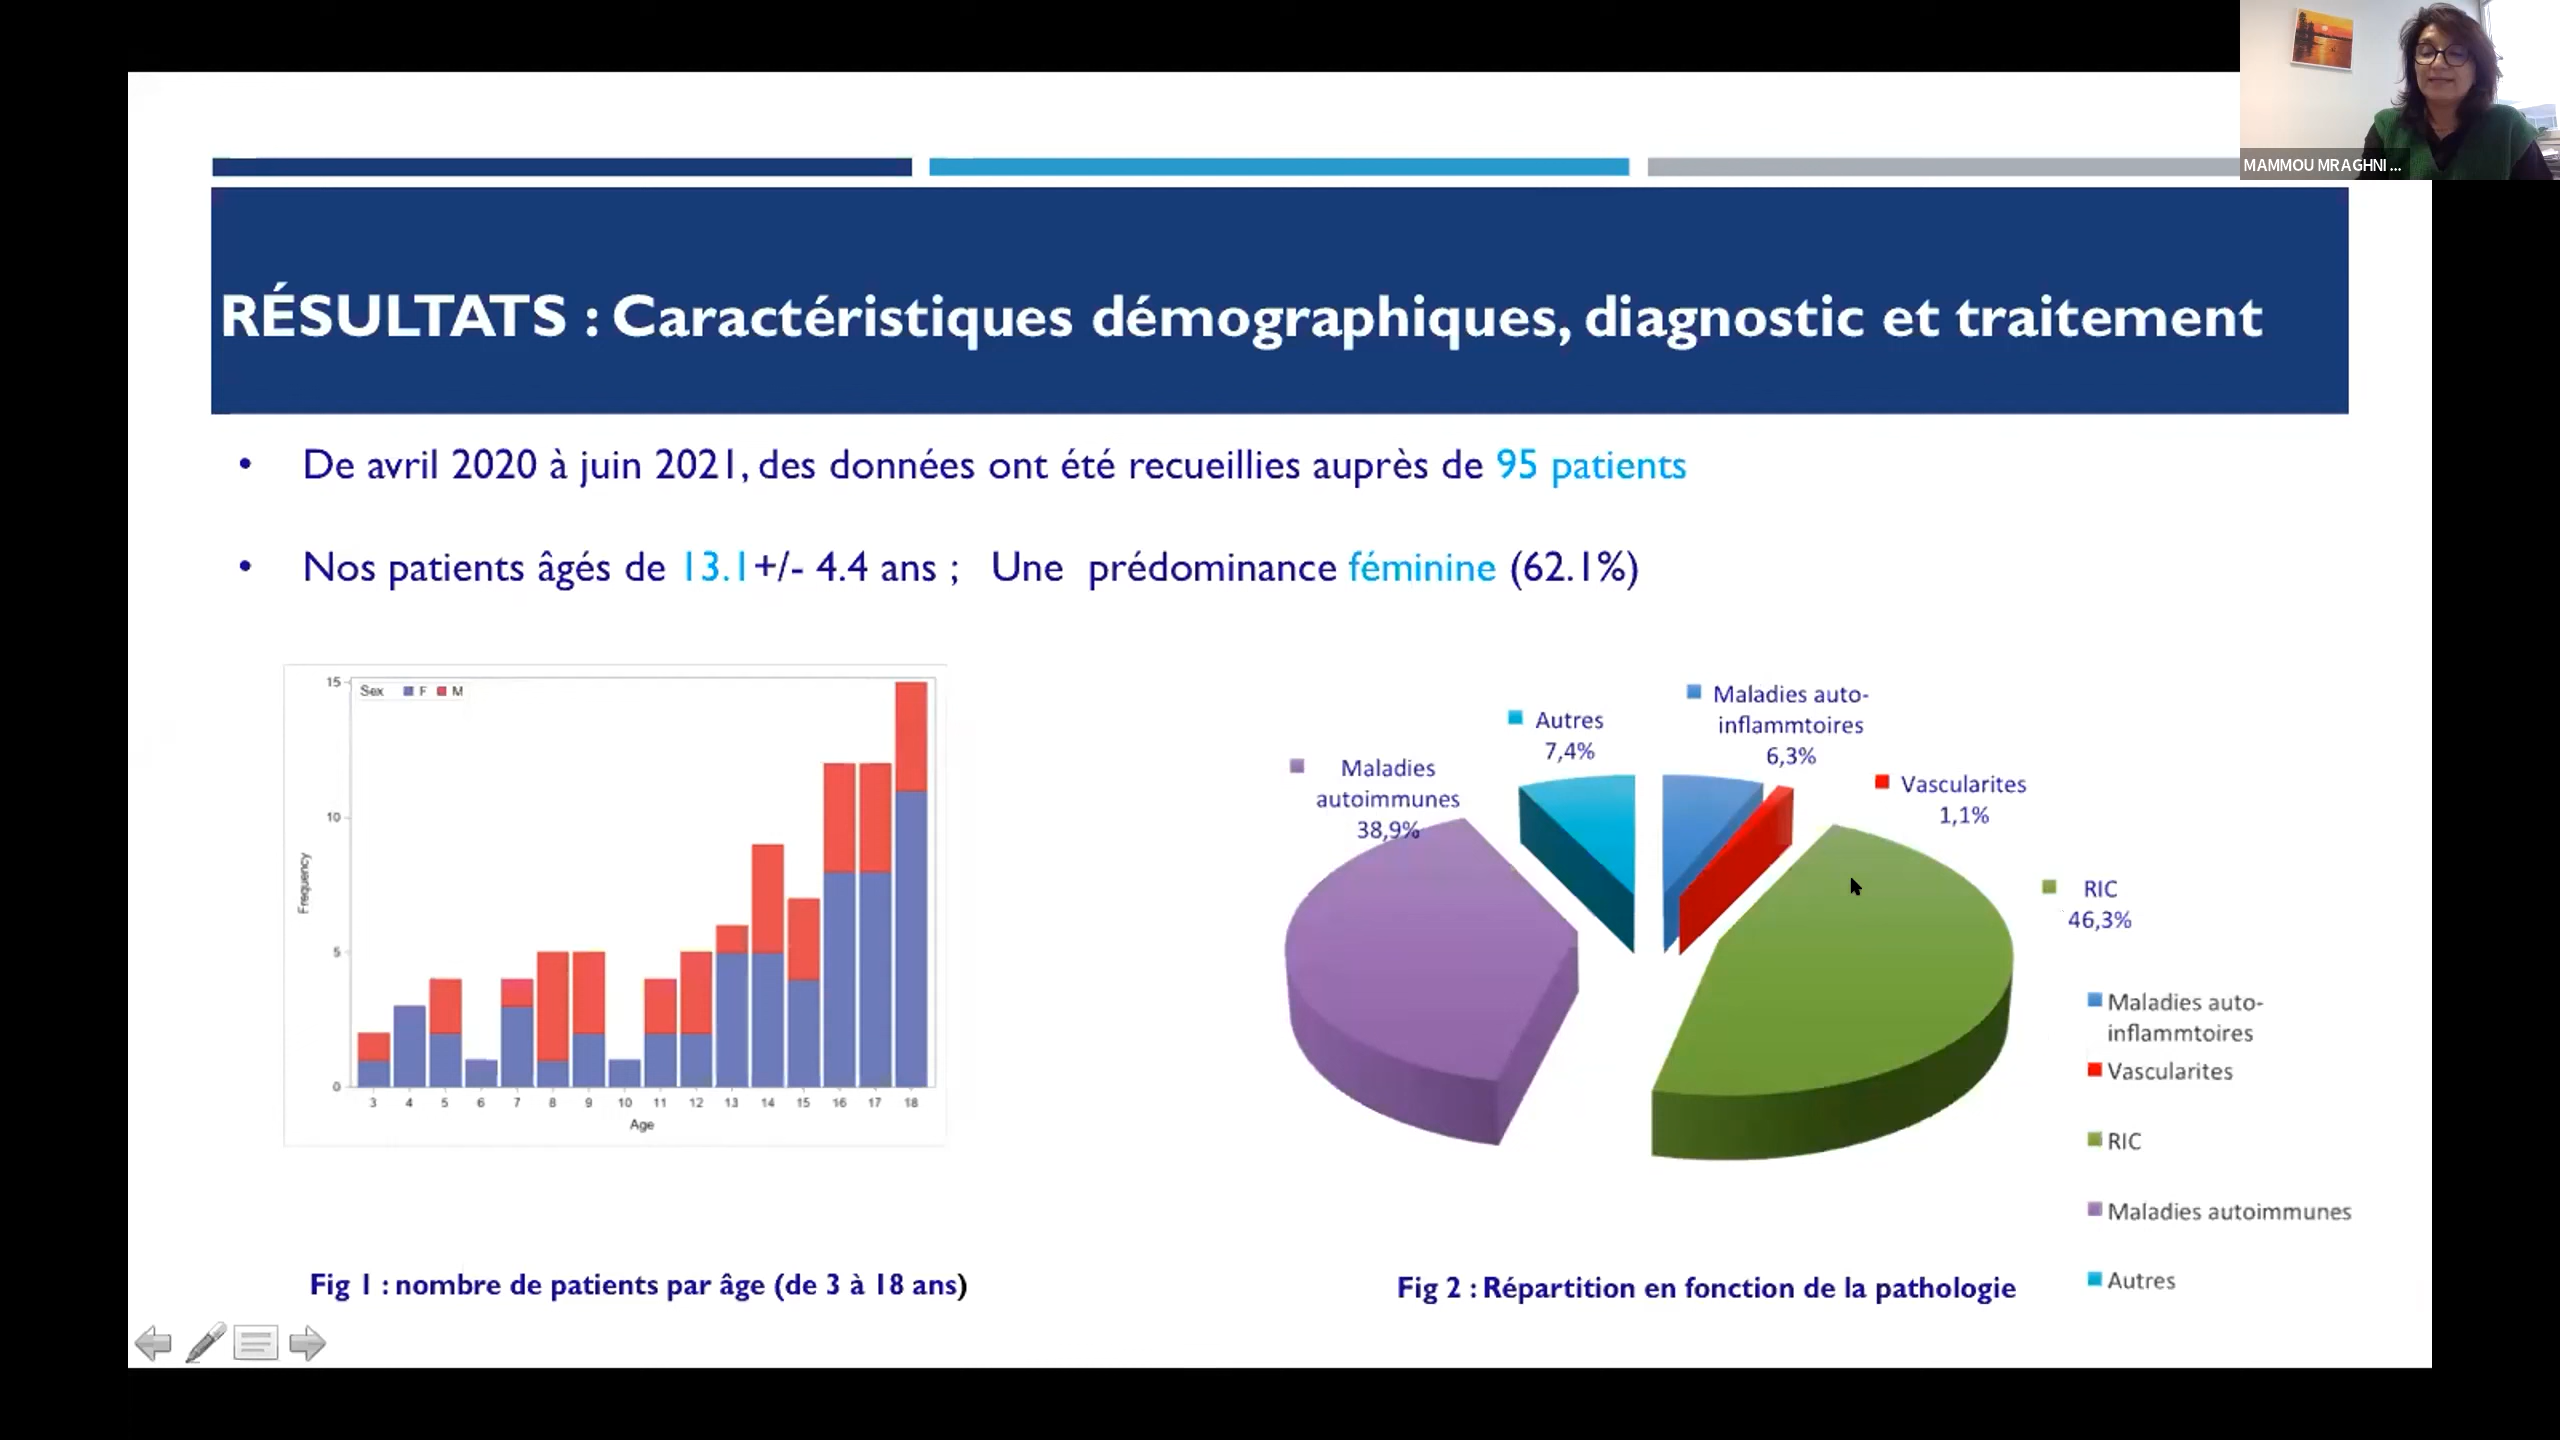 MAMMOU MRAGHNI ...
RÉSULTATS : Caractéristiques démographiques, diagnostic et traitement
• De avril 2020 à juin 2021, des données ont été recueillies auprès de 95 patients
• Nos patients âgés de 13.1+/- 4.4 ans ; Une prédominance féminine (62.1%)
Sex F M
15
10
5
0
Frequency
3 4 5 6 7 8 9 10 11 12 13 14 15 16 17 18
Age
Fig 1 : nombre de patients par âge (de 3 à 18 ans)
Maladies
autoimmunes
38,9%
Autres
7,4%
Maladies auto-
inflammtoires
6,3%
Vascularites
1,1%
RIC
46,3%
Maladies auto-
inflammtoires
Vascularites
RIC
Maladies autoimmunes
Autres
Fig 2 : Répartition en fonction de la pathologie